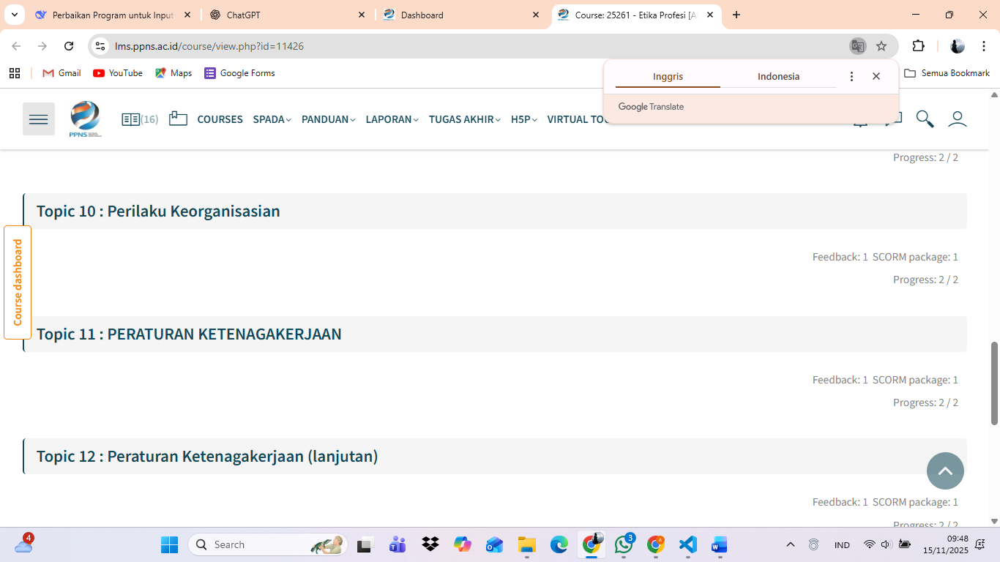 Perbaikan Program untuk Input
ChatGPT
Dashboard
Course: 25261 - Etika Profesi [A
lms.ppns.ac.id/course/view.php?id=11426
Gmail
YouTube
Maps
Google Forms
Semua Bookmark
Inggris
Indonesia
Google Translate
PPNS
(16)
COURSES
SPADA
PANDUAN
LAPORAN
TUGAS AKHIR
H5P
VIRTUAL TOU
Progress: 2 / 2
Topic 10 : Perilaku Keorganisasian
Feedback: 1 SCORM package: 1
Progress: 2 / 2
Course dashboard
Topic 11 : PERATURAN KETENAGAKERJAAN
Feedback: 1 SCORM package: 1
Progress: 2 / 2
Topic 12 : Peraturan Ketenagakerjaan (lanjutan)
Feedback: 1 SCORM package: 1
Progress: 2 / 2
4
Search
3
IND
09:48
15/11/2025